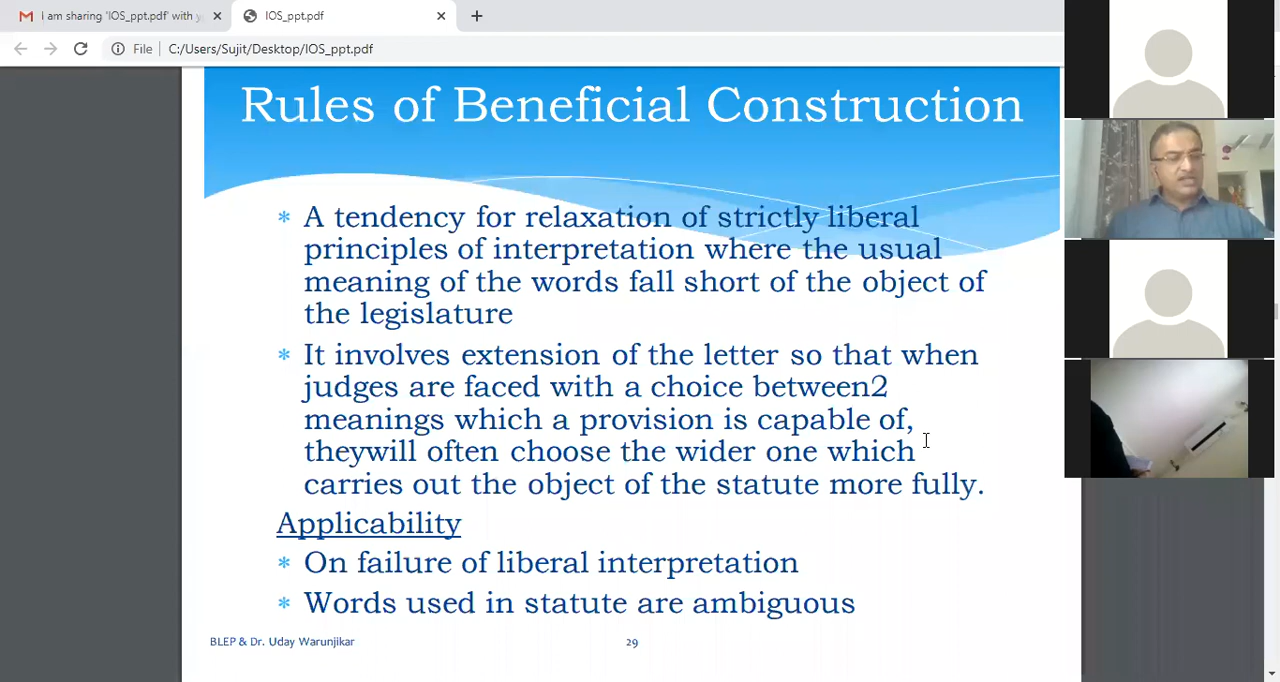 I am sharing 'IOS_ppt.pdf' with
IOS_ppt.pdf
File
C:/Users/Sujit/Desktop/IOS_ppt.pdf
Rules of Beneficial Construction
* A tendency for relaxation of strictly liberal
principles of interpretation where the usual
meaning of the words fall short of the object of
the legislature
* It involves extension of the letter so that when
judges are faced with a choice between2
meanings which a provision is capable of,
theywill often choose the wider one which
carries out the object of the statute more fully.
Applicability
* On failure of liberal interpretation
* Words used in statute are ambiguous
BLEP & Dr. Uday Warunjikar
29